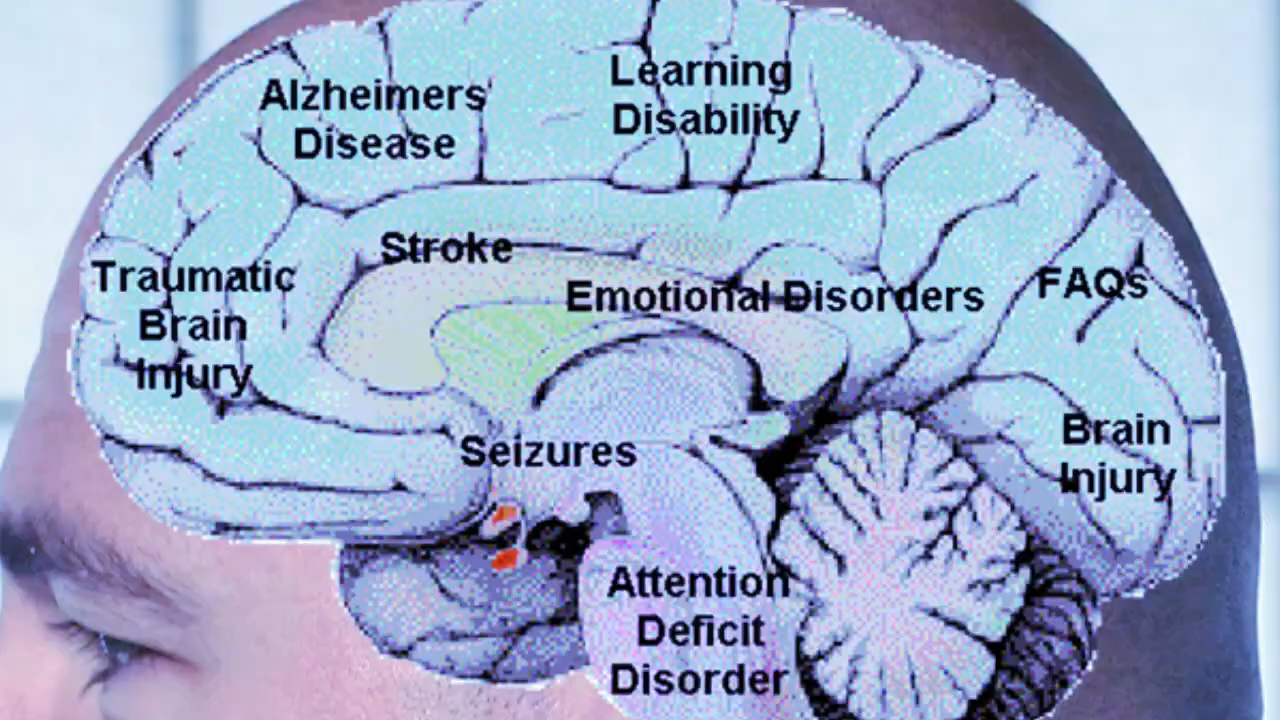 Learning
Disability
Alzheimers
Disease
Stroke
Traumatic
Brain
Injury
Emotional Disorders
FAQs
Seizures
Brain
Injury
Attention
Deficit
Disorder